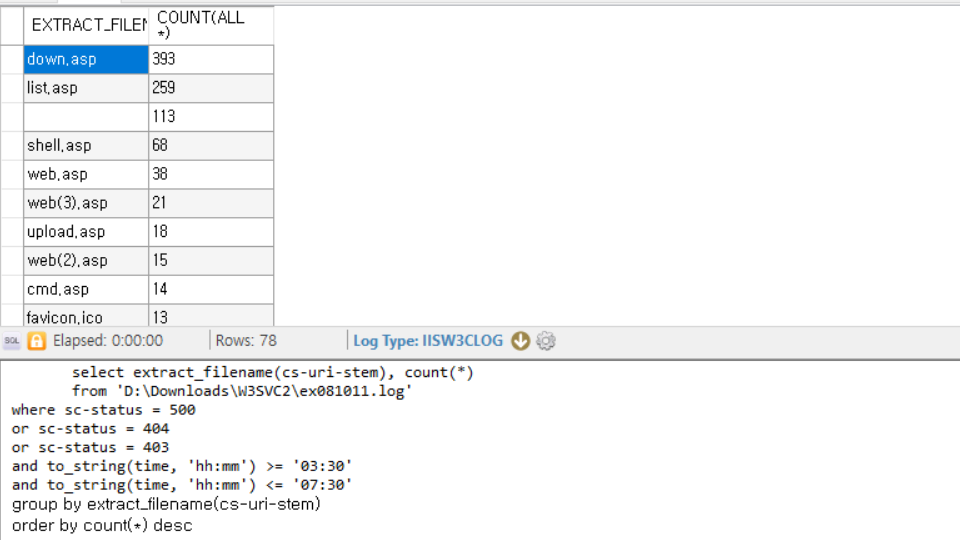 EXTRACT_FILEN COUNT(ALL
*)
down.asp 393
list.asp 259
113
shell.asp 68
web.asp 38
web(3).asp 21
upload.asp 18
web(2).asp 15
cmd.asp 14
favicon.ico 13
SQL Elapsed: 0:00:00 Rows: 78 Log Type: IISW3CLOG
select extract_filename(cs-uri-stem), count(*)
from 'D:\Downloads\W3SVC2\ex081011.log'
where sc-status = 500
or sc-status = 404
or sc-status = 403
and to_string(time, 'hh:mm') >= '03:30'
and to_string(time, 'hh:mm') <= '07:30'
group by extract_filename(cs-uri-stem)
order by count(*) desc